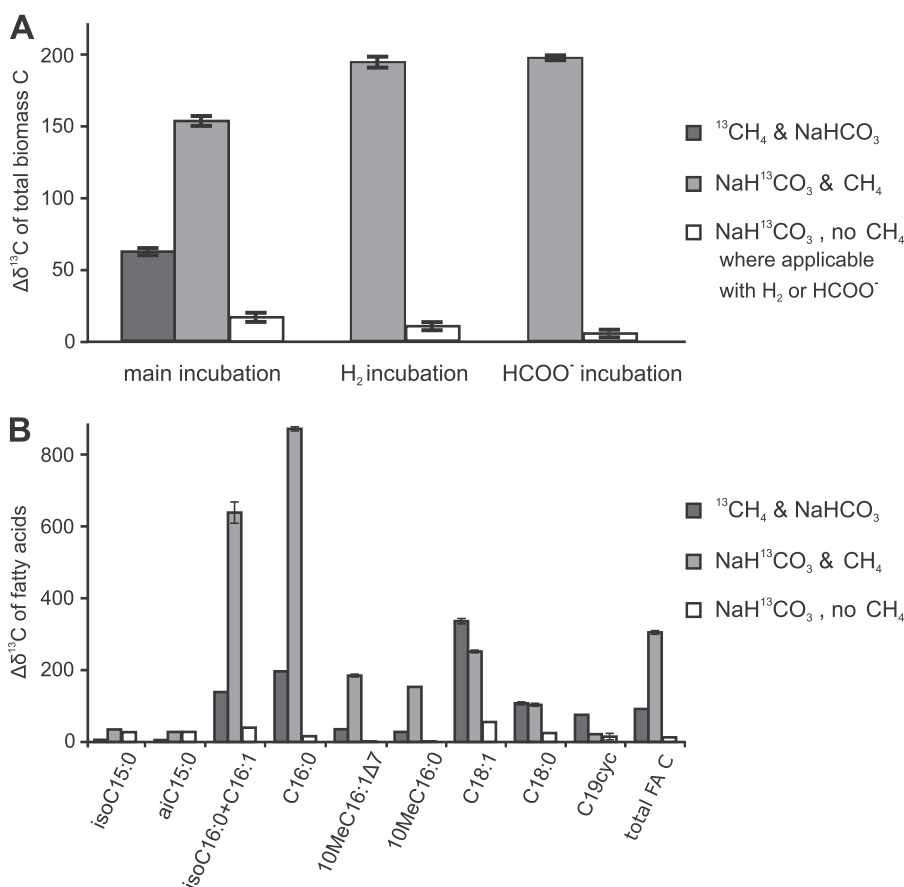 A
Δδ¹³C of total biomass C
200
150
100
50
0
main incubation
H₂ incubation
HCOO⁻ incubation
¹³CH₄ & NaHCO₃
NaH¹³CO₃ & CH₄
NaH¹³CO₃ , no CH₄
where applicable
with H₂ or HCOO⁻
B
Δδ¹³C of fatty acids
800
600
400
200
0
isoC15:0
aiC15:0
isoC16:0+C16:1
C16:0
10MeC16:1Δ7
10MeC16:0
C18:1
C18:0
C19cyc
total FA C
¹³CH₄ & NaHCO₃
NaH¹³CO₃ & CH₄
NaH¹³CO₃ , no CH₄